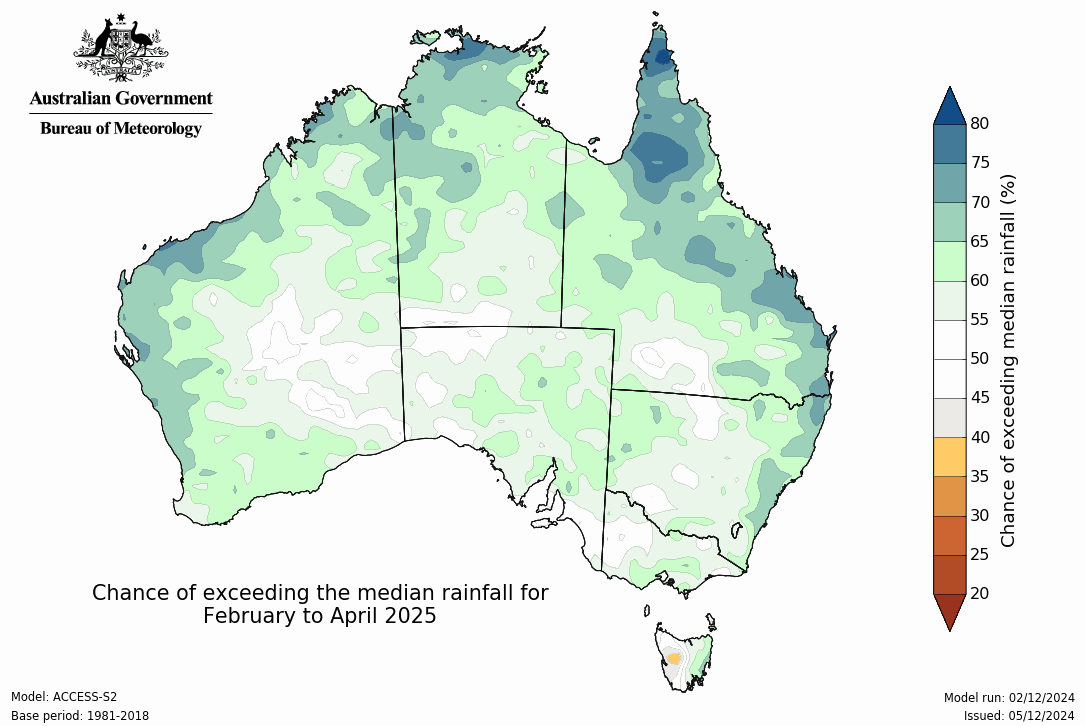 Australian Government
Bureau of Meteorology
80
75
70
65
60
55
50
45
40
35
30
25
20
Chance of exceeding median rainfall (%)
Chance of exceeding the median rainfall for
February to April 2025
Model: ACCESS-S2
Base period: 1981-2018
Model run: 02/12/2024
Issued: 05/12/2024